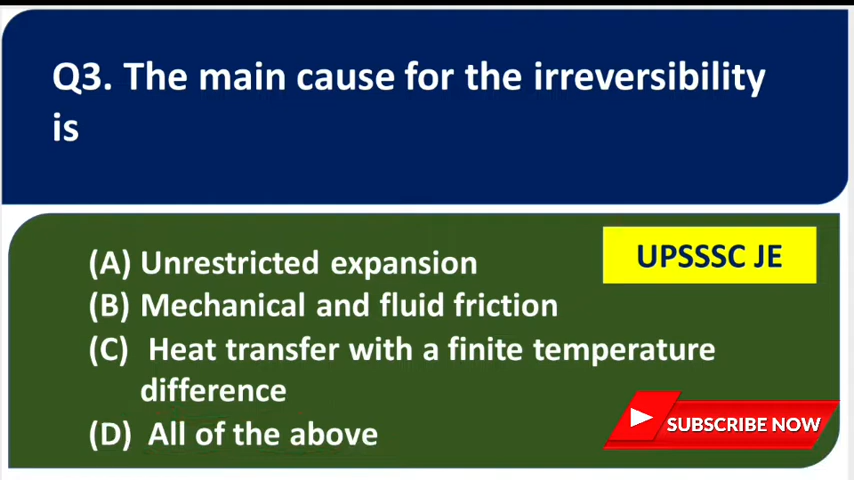 Q3. The main cause for the irreversibility
is
UPSSSC JE
(A) Unrestricted expansion
(B) Mechanical and fluid friction
(C) Heat transfer with a finite temperature
difference
(D) All of the above
SUBSCRIBE NOW